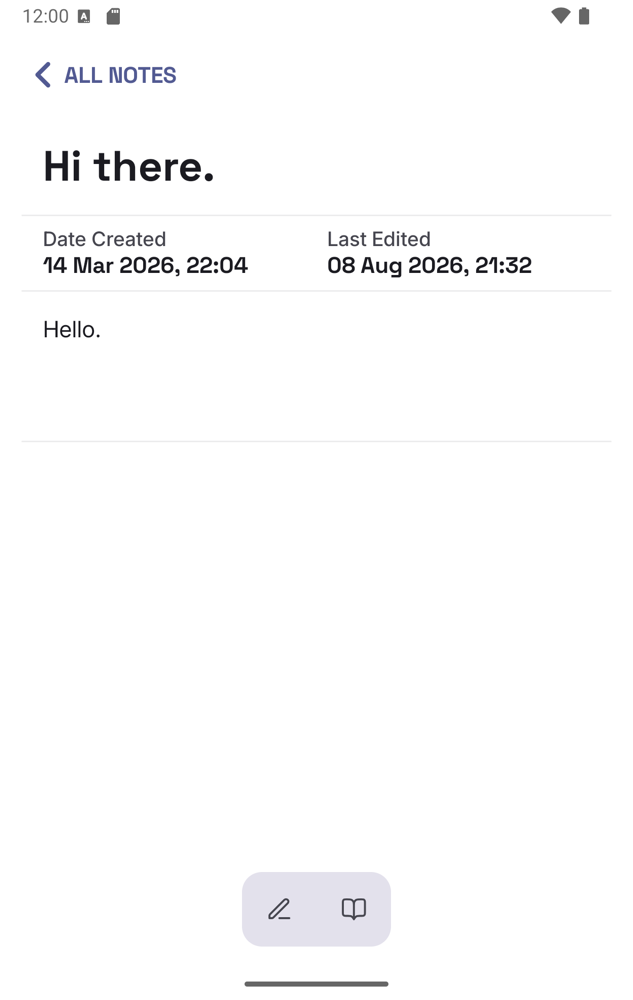 12:00
ALL NOTES
Hi there.
Date Created
14 Mar 2026, 22:04
Last Edited
08 Aug 2026, 21:32
Hello.